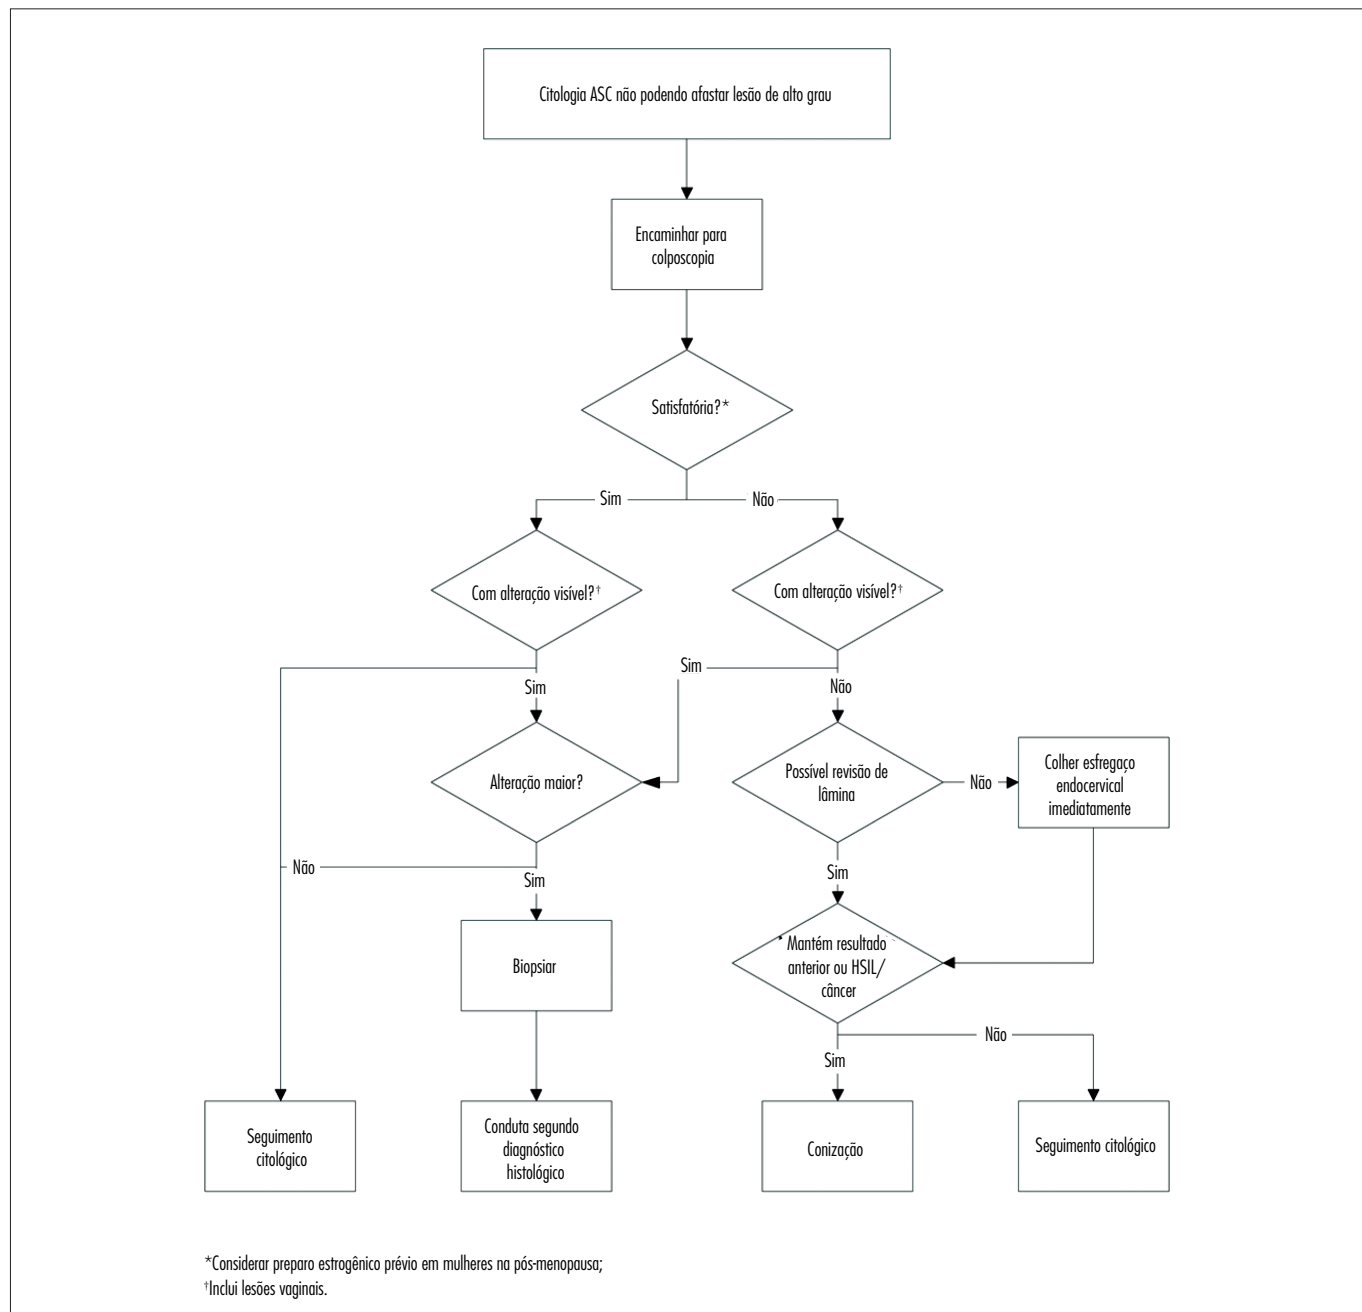 Citologia ASC não podendo afastar lesão de alto grau
Encaminhar para
colposcopia
Satisfatória?*
Sim
Não
Com alteração visível?†
Com alteração visível?†
Sim
Sim
Não
Alteração maior?
Possível revisão de
lâmina
Não
Colher esfregaço
endocervical
imediatamente
Não
Sim
Sim
Biopsiar
Mantém resultado
anterior ou HSIL/
câncer
Sim
Não
Seguimento
citológico
Conduta segundo
diagnóstico
histológico
Conização
Seguimento citológico
*Considerar preparo estrogênico prévio em mulheres na pós-menopausa;
†Inclui lesões vaginais.